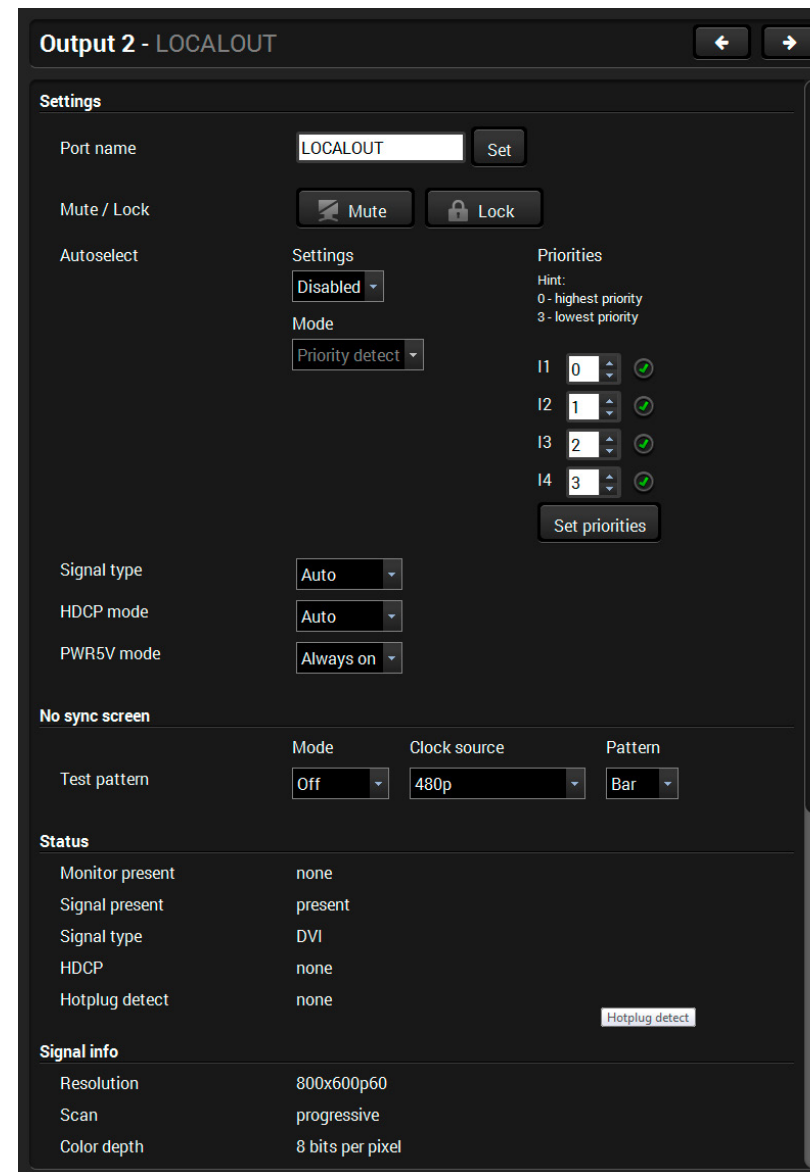 Output 2 - LOCALOUT
Settings
Port name LOCALOUT Set
Mute / Lock Mute Lock
Autoselect Settings Priorities
Disabled
Hint:
0 - highest priority
3 - lowest priority
Mode
Priority detect
I1 0
I2 1
I3 2
I4 3
Set priorities
Signal type Auto
HDCP mode Auto
PWR5V mode Always on
No sync screen
Mode Clock source Pattern
Test pattern Off 480p Bar
Status
Monitor present none
Signal present present
Signal type DVI
HDCP none
Hotplug detect none
Hotplug detect
Signal info
Resolution 800x600p60
Scan progressive
Color depth 8 bits per pixel